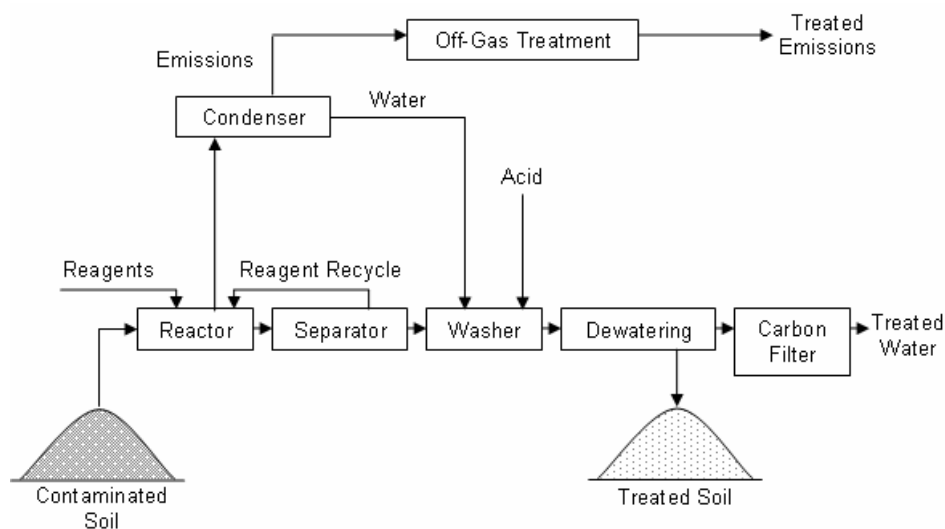 Treated
Emissions
Off-Gas Treatment
Emissions
Water
Condenser
Acid
Reagents
Reagent Recycle
Reactor
Separator
Washer
Dewatering
Carbon
Filter
Treated
Water
Contaminated
Soil
Treated Soil